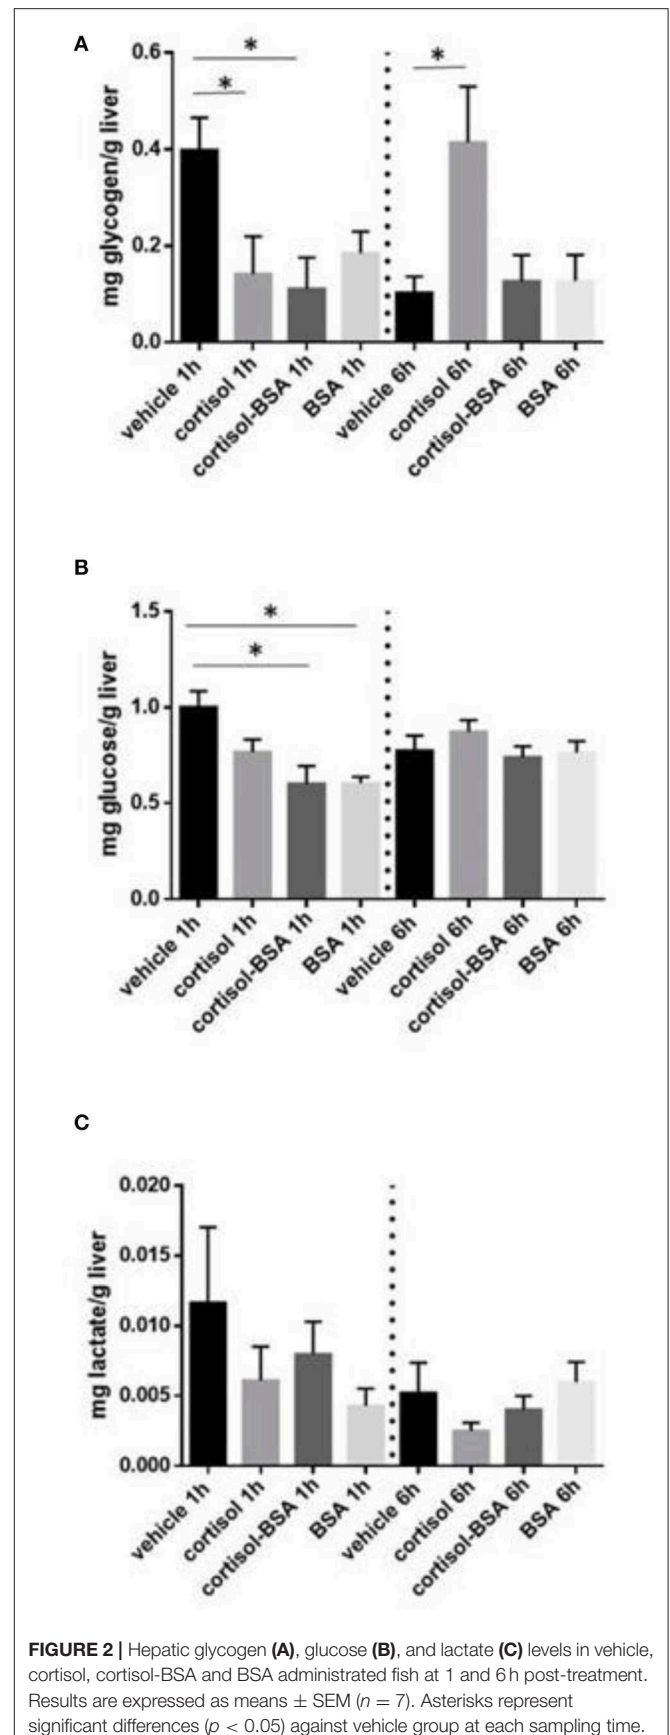 A
mg glycogen/g liver
0.6
0.4
0.2
0.0
*
*
*
vehicle 1h
cortisol 1h
cortisol-BSA 1h
BSA 1h
vehicle 6h
cortisol 6h
cortisol-BSA 6h
BSA 6h
B
mg glucose/g liver
1.5
1.0
0.5
0.0
*
*
vehicle 1h
cortisol 1h
cortisol-BSA 1h
BSA 1h
vehicle 6h
cortisol 6h
cortisol-BSA 6h
BSA 6h
C
mg lactate/g liver
0.020
0.015
0.010
0.005
0.000
vehicle 1h
cortisol 1h
cortisol-BSA 1h
BSA 1h
vehicle 6h
cortisol 6h
cortisol-BSA 6h
BSA 6h
FIGURE 2 | Hepatic glycogen (A), glucose (B), and lactate (C) levels in vehicle,
cortisol, cortisol-BSA and BSA administrated fish at 1 and 6 h post-treatment.
Results are expressed as means ± SEM (n = 7). Asterisks represent
significant differences (p < 0.05) against vehicle group at each sampling time.